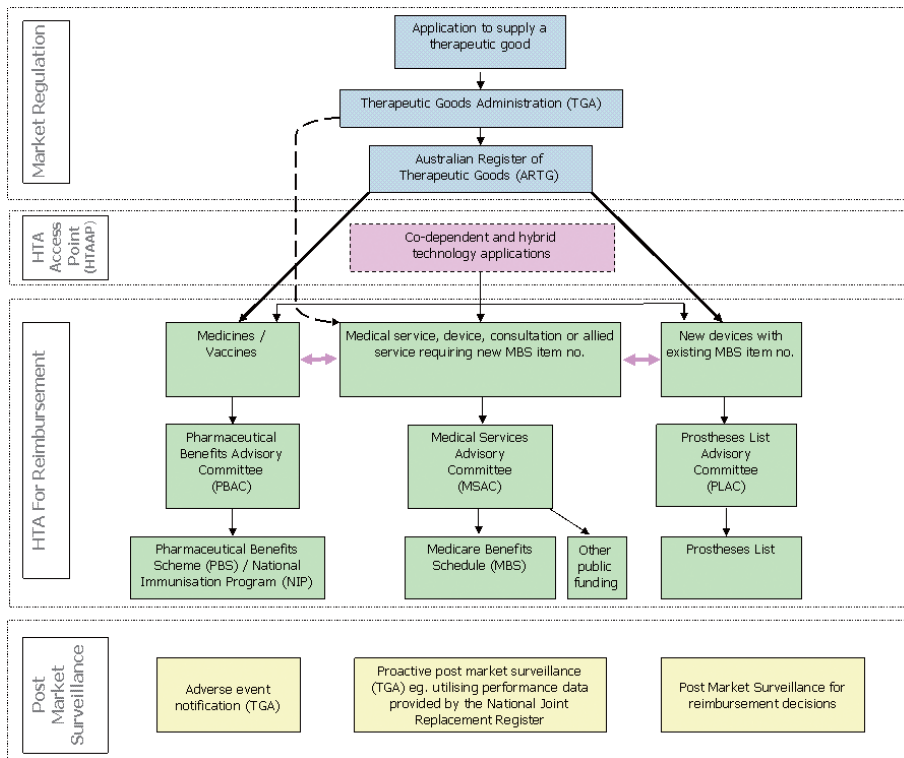 Market Regulation
Application to supply a
therapeutic good
Therapeutic Goods Administration (TGA)
Australian Register of
Therapeutic Goods (ARTG)
HTA
Access
Point
(HTAAP)
Co-dependent and hybrid
technology applications
HTA For Reimbursement
Medicines /
Vaccines
Medical service, device, consultation or allied
service requiring new MBS item no.
New devices with
existing MBS item no.
Pharmaceutical
Benefits Advisory
Committee
(PBAC)
Medical Services
Advisory
Committee
(MSAC)
Prostheses List
Advisory
Committee
(PLAC)
Pharmaceutical Benefits
Scheme (PBS) / National
Immunisation Program (NIP)
Medicare Benefits
Schedule (MBS)
Other
public
funding
Prostheses List
Post
Market
Surveillance
Adverse event
notification (TGA)
Proactive post market surveillance
(TGA) eg. utilising performance data
provided by the National Joint
Replacement Register
Post Market Surveillance for
reimbursement decisions